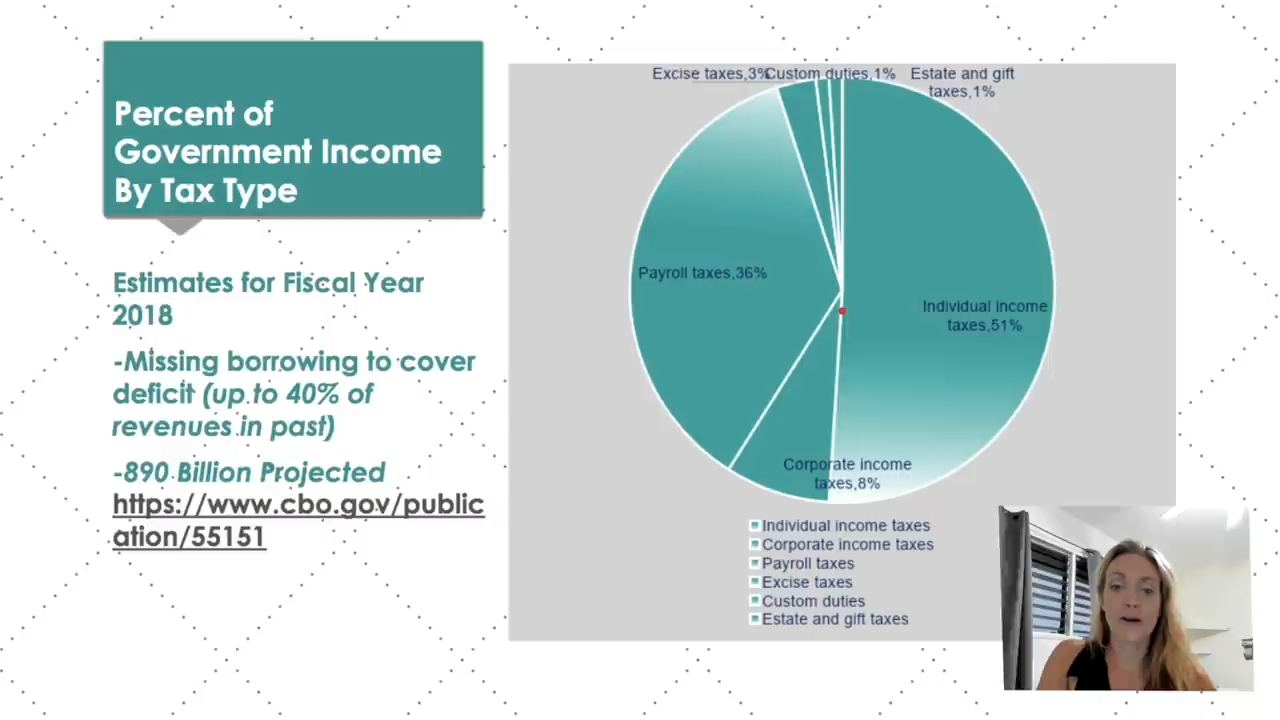 Percent of
Government Income
By Tax Type
Estimates for Fiscal Year
2018
-Missing borrowing to cover
deficit (up to 40% of
revenues in past)
-890 Billion Projected
https://www.cbo.gov/public
ation/55151
Excise taxes,3%
Custom duties,1%
Estate and gift
taxes,1%
Payroll taxes,36%
Individual income
taxes,51%
Corporate income
taxes,8%
Individual income taxes
Corporate income taxes
Payroll taxes
Excise taxes
Custom duties
Estate and gift taxes